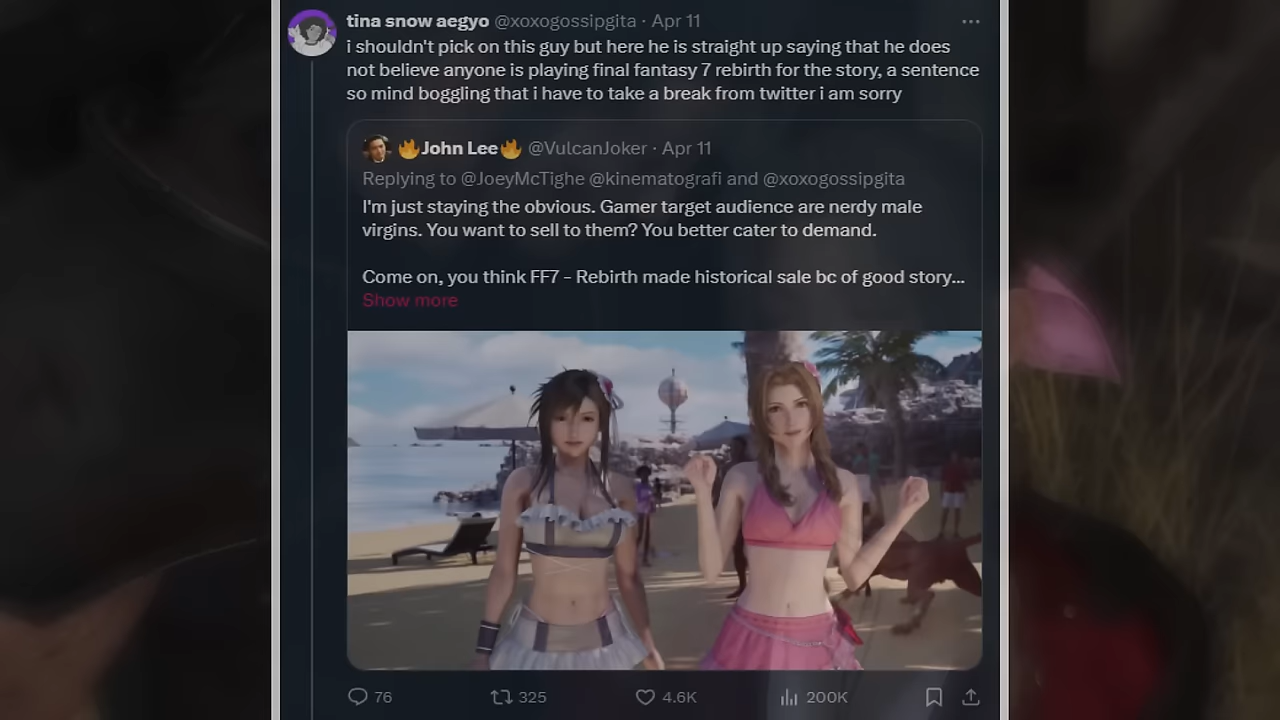 tina snow aegyo @xoxogossipgita · Apr 11
i shouldn't pick on this guy but here he is straight up saying that he does
not believe anyone is playing final fantasy 7 rebirth for the story, a sentence
so mind boggling that i have to take a break from twitter i am sorry
🔥John Lee🔥 @VulcanJoker · Apr 11
Replying to @JoeyMcTighe @kinematografi and @xoxogossipgita
I'm just staying the obvious. Gamer target audience are nerdy male
virgins. You want to sell to them? You better cater to demand.
Come on, you think FF7 - Rebirth made historical sale bc of good story...
Show more
76 325 4.6K 200K